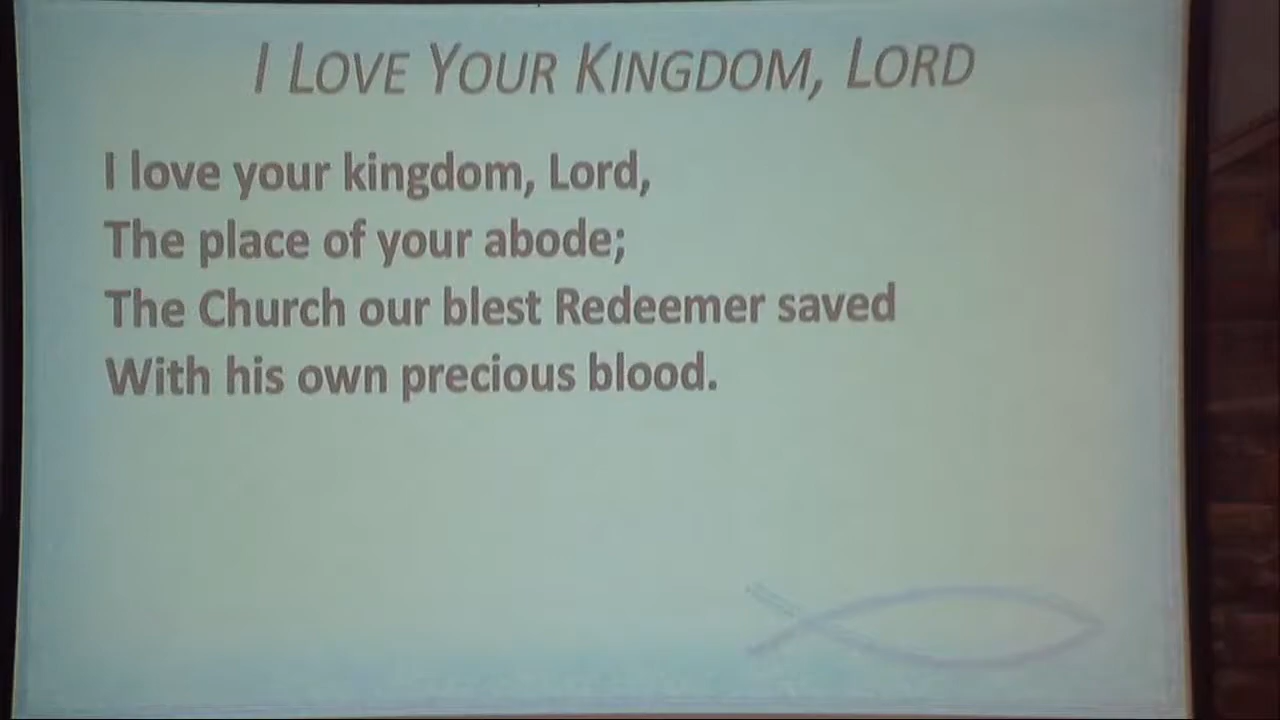 I LOVE YOUR KINGDOM, LORD
I love your kingdom, Lord,
The place of your abode;
The Church our blest Redeemer saved
With his own precious blood.